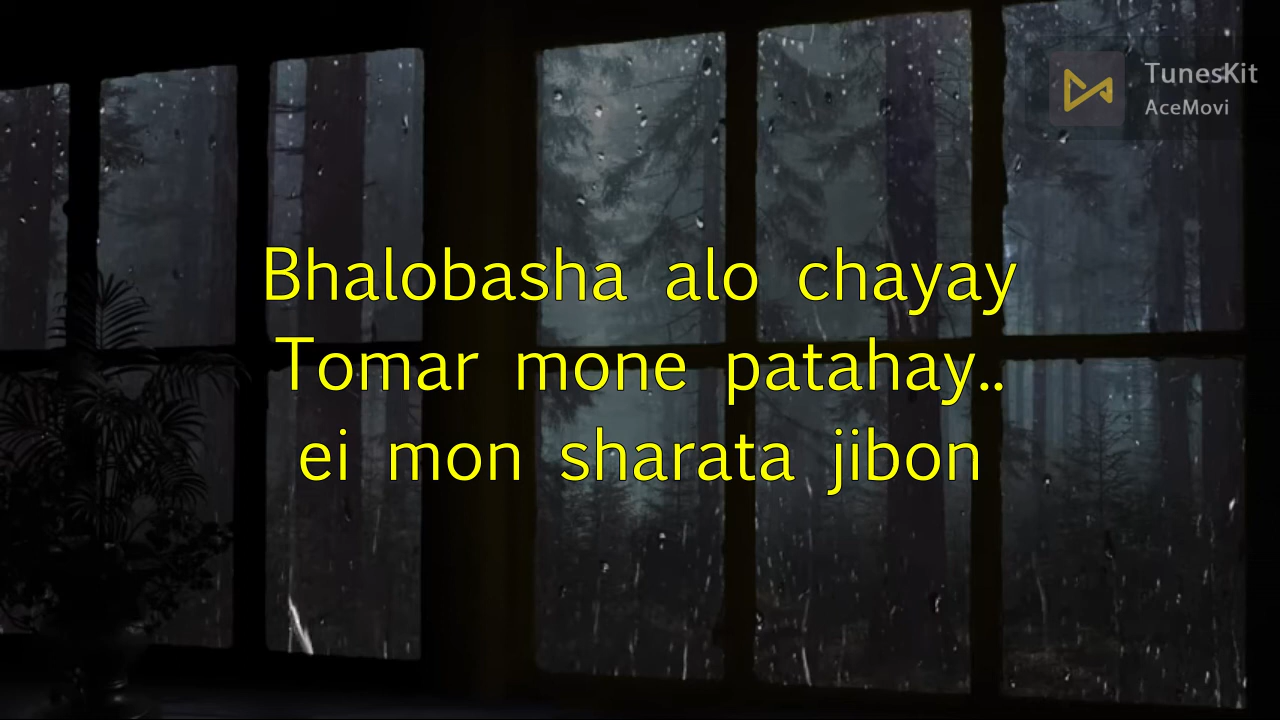 TunesKit
AceMovi
Bhalobasha alo chayay
Tomar mone patahay..
ei mon sharata jibon